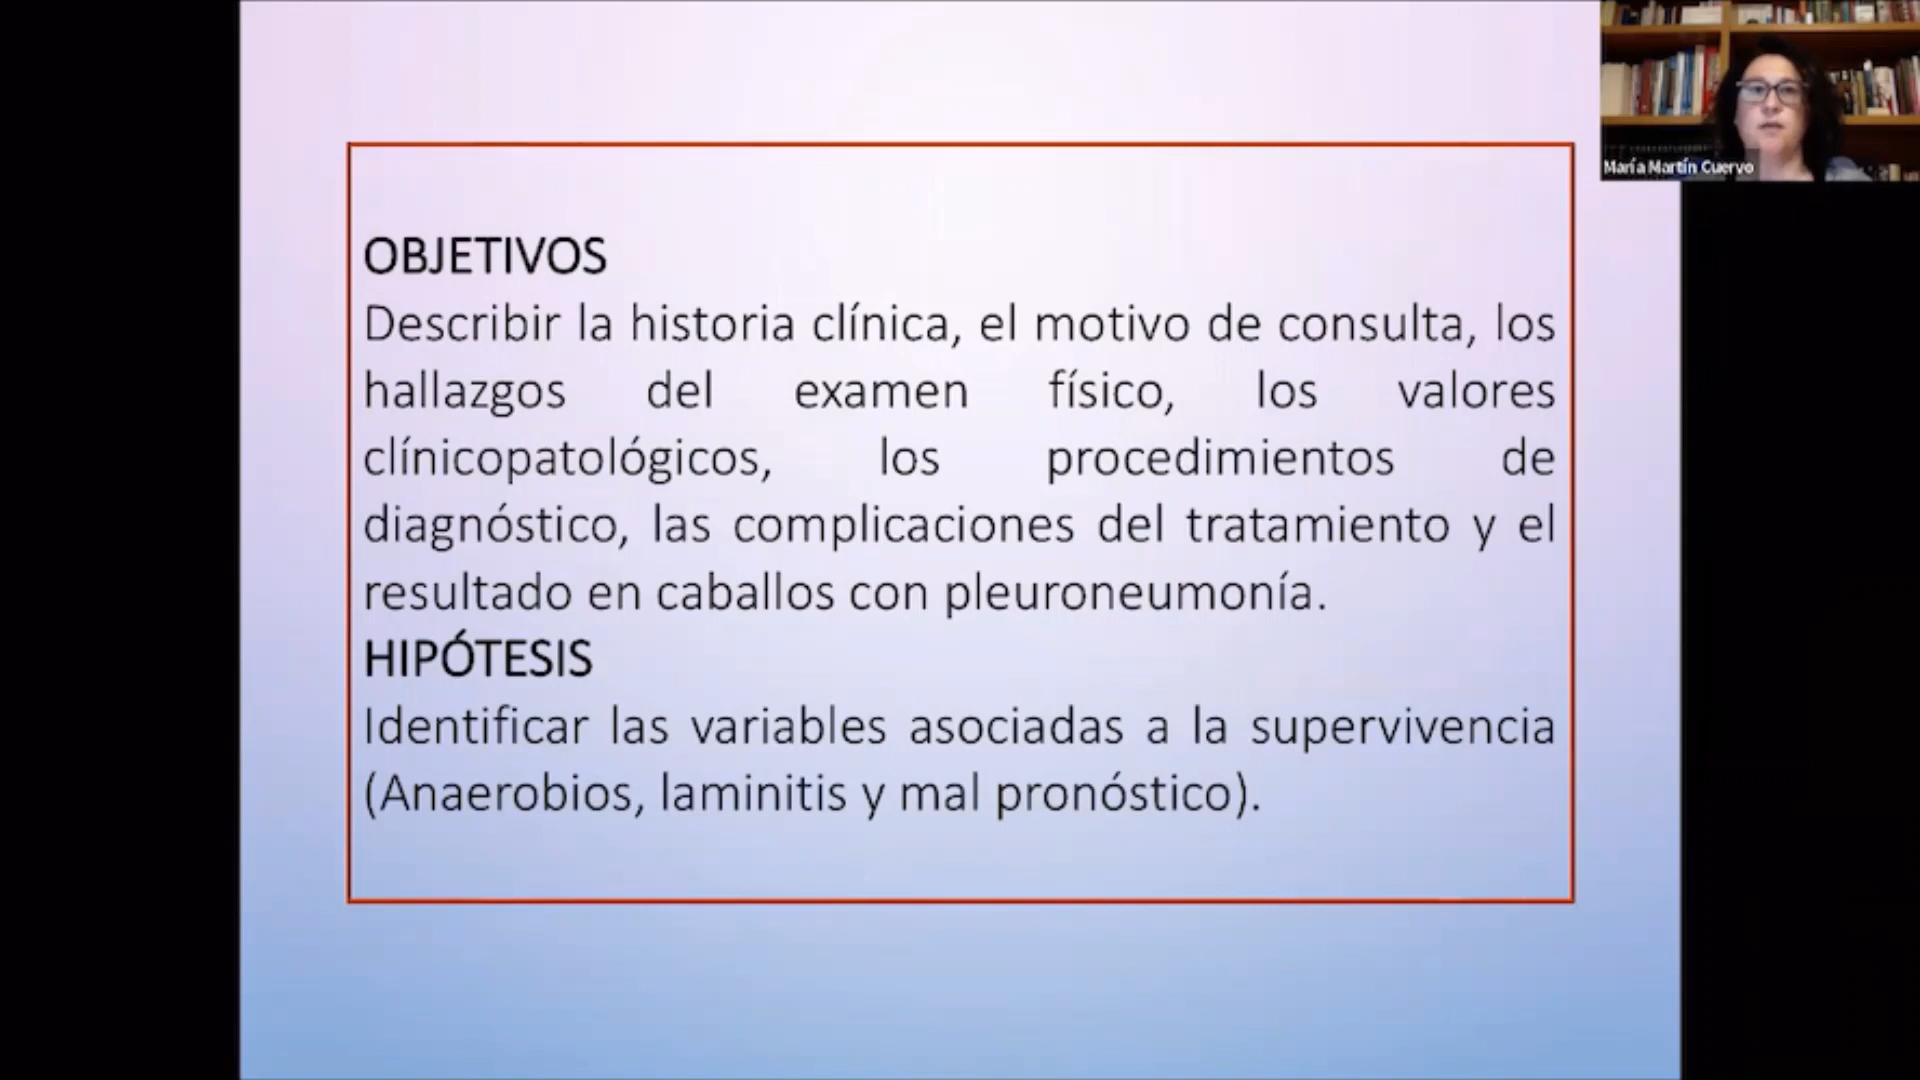 OBJETIVOS
Describir la historia clínica, el motivo de consulta, los
hallazgos del examen físico, los valores
clínicopatológicos, los procedimientos de
diagnóstico, las complicaciones del tratamiento y el
resultado en caballos con pleuroneumonía.
HIPÓTESIS
Identificar las variables asociadas a la supervivencia
(Anaerobios, laminitis y mal pronóstico).
María Martín Cuervo